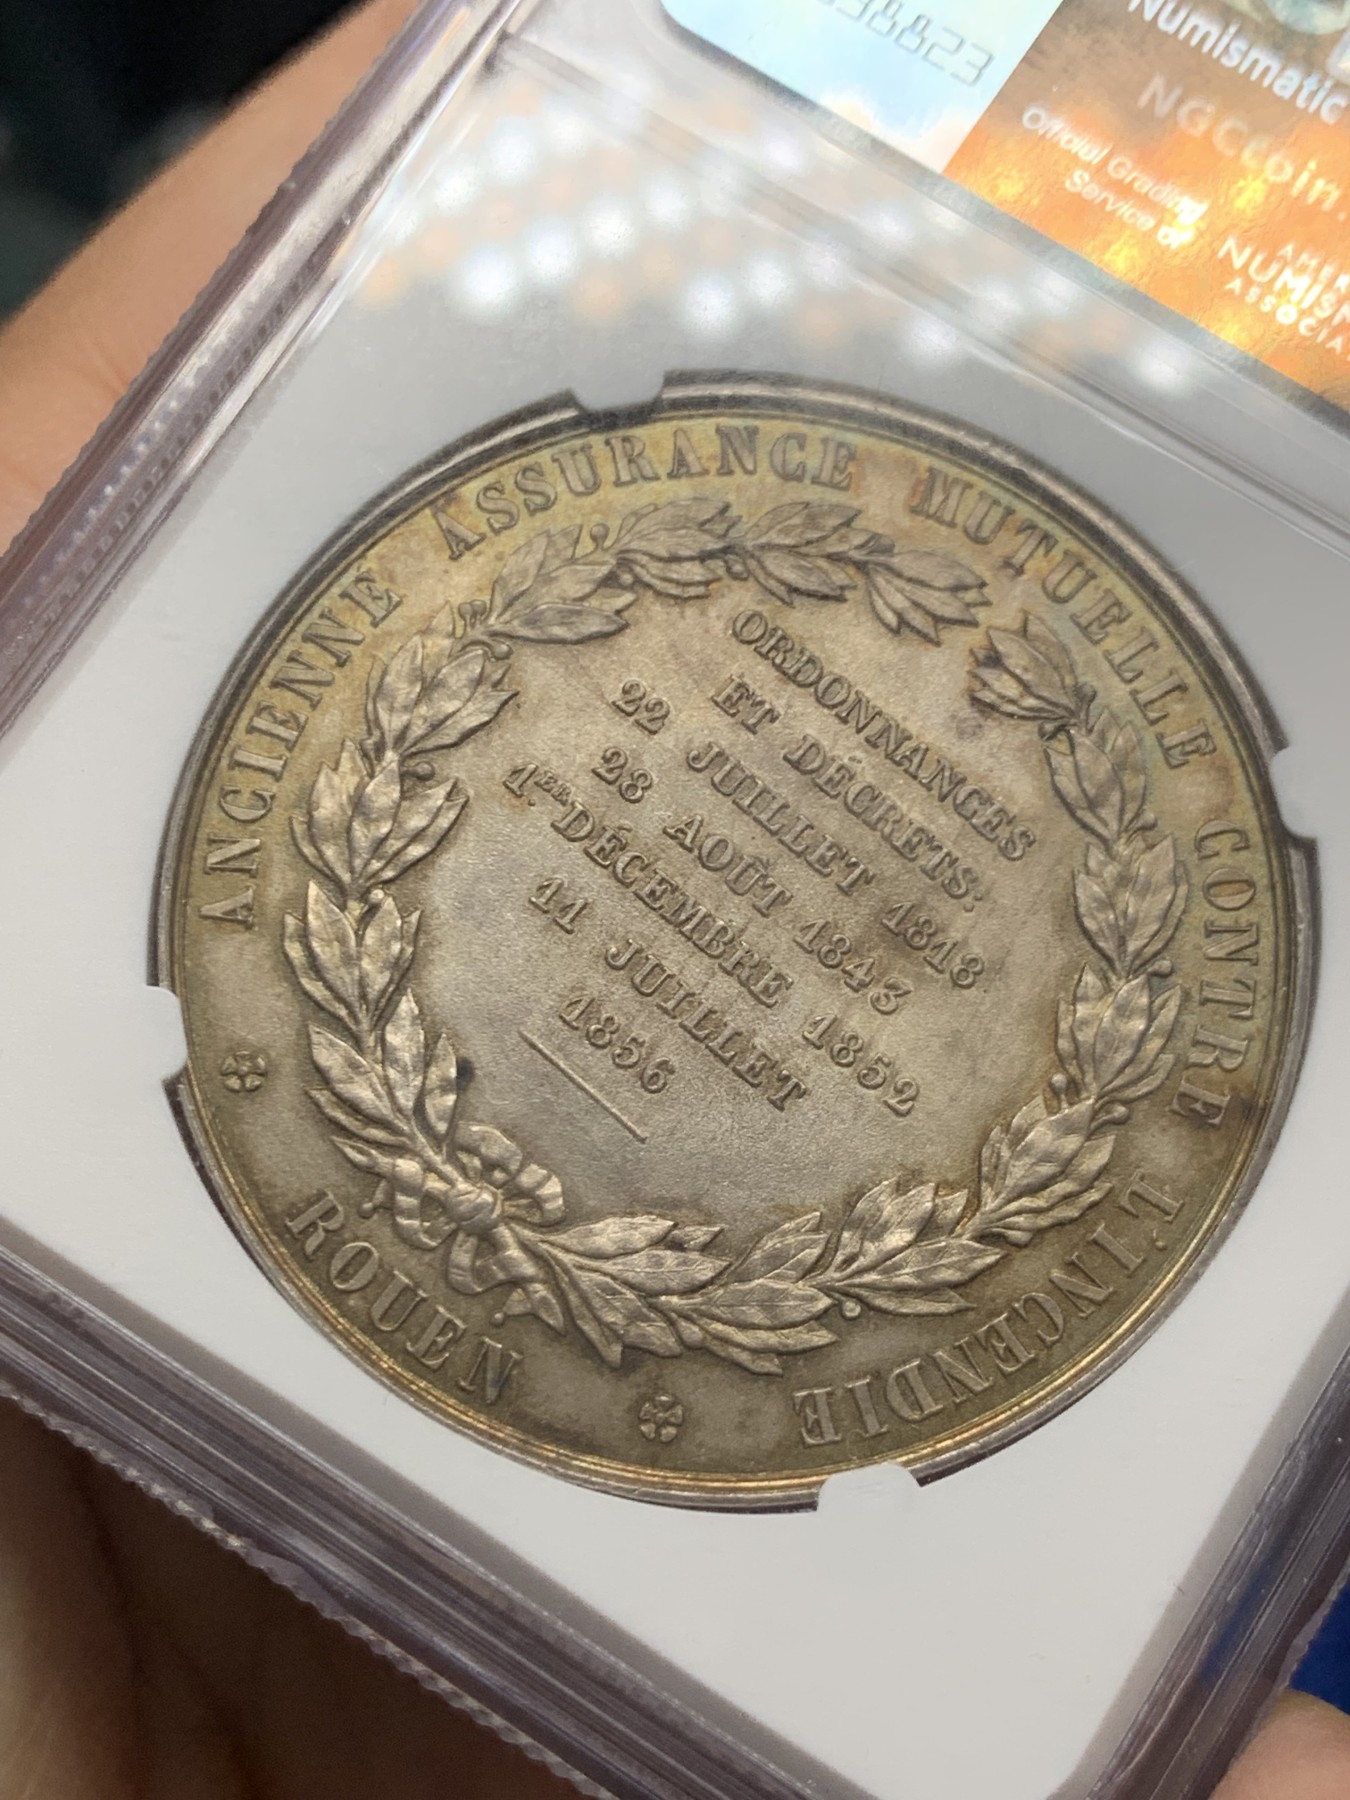 Numismatic
NGCcoin.
Official Grading
Service of
NUMISM
ASSOCIA
ANCIENNE ASSURANCE MUTUELLE CONTRE L'INCENDIE
ROUEN
ORDONNANCES
ET DÉCRETS:
22 JUILLET 1818
28 AOÛT 1843
1ER DÉCEMBRE 1852
11 JUILLET
1856